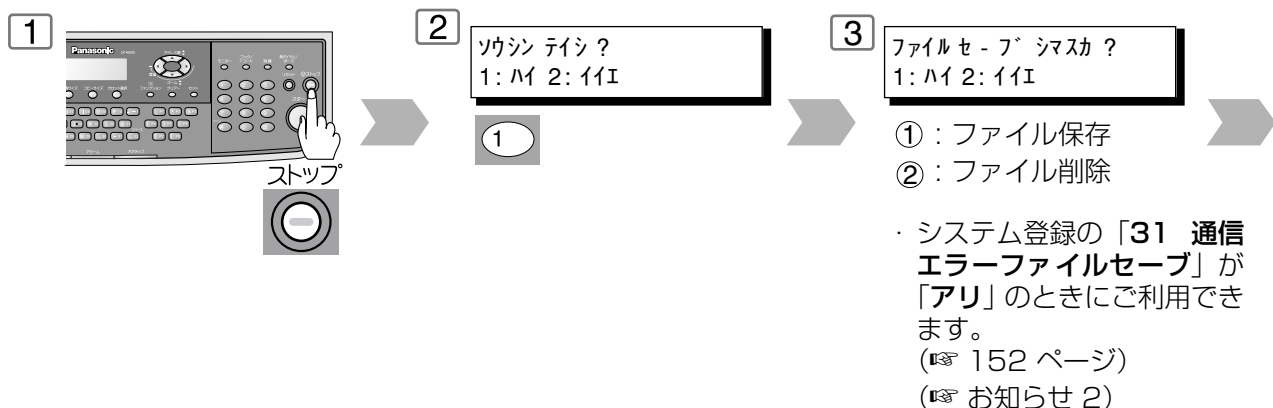 1
Panasonic
ストップ
2
ソウシン テイシ ?
1: ハイ 2: イイエ
1
3
ファイル セ - ブ シマスカ ?
1: ハイ 2: イイエ
① : ファイル保存
② : ファイル削除
· システム登録の「31 通信
エラーファイルセーブ」が
「アリ」のときにご利用でき
ます。
(☞ 152 ページ)
(☞ お知らせ 2)